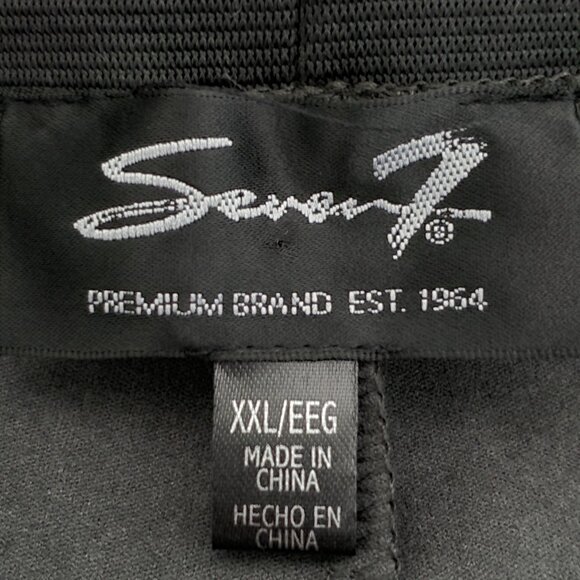 Seven7®
PREMIUM BRAND EST. 1964
XXL/EEG
MADE IN
CHINA
HECHO EN
CHINA